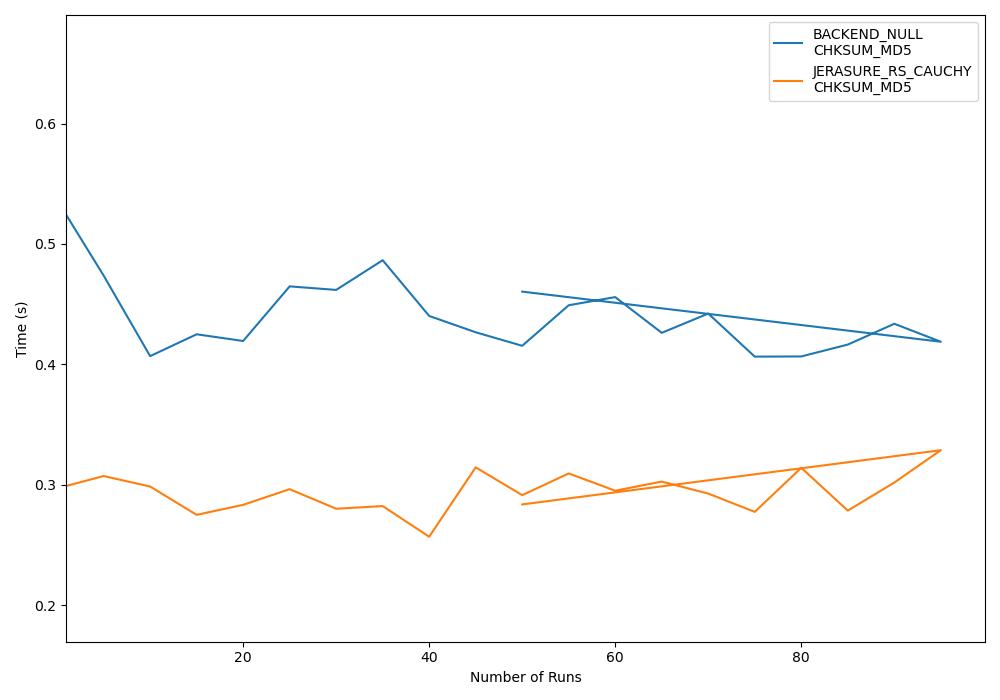 BACKEND_NULL
CHKSUM_MD5
JERASURE_RS_CAUCHY
CHKSUM_MD5
0.6
0.5
0.4
0.3
0.2
Time (s)
20 40 60 80
Number of Runs